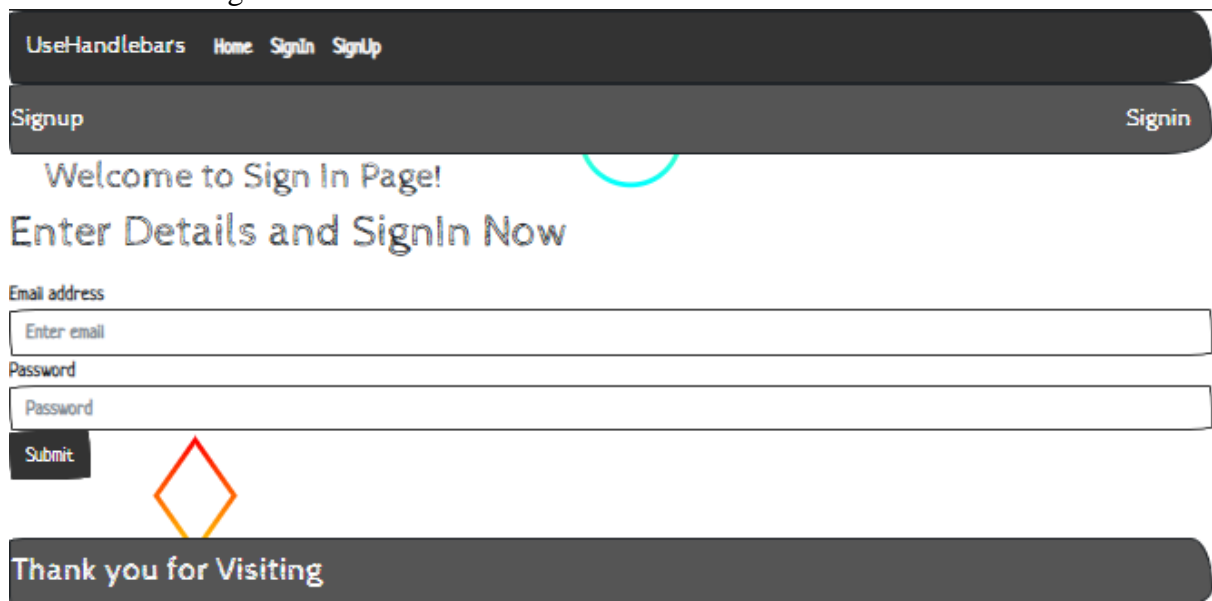 UseHandlebars Home SignIn SignUp
Signup Signin
Welcome to Sign In Page!
Enter Details and SignIn Now
Email address
Enter email
Password
Password
Submit
Thank you for Visiting